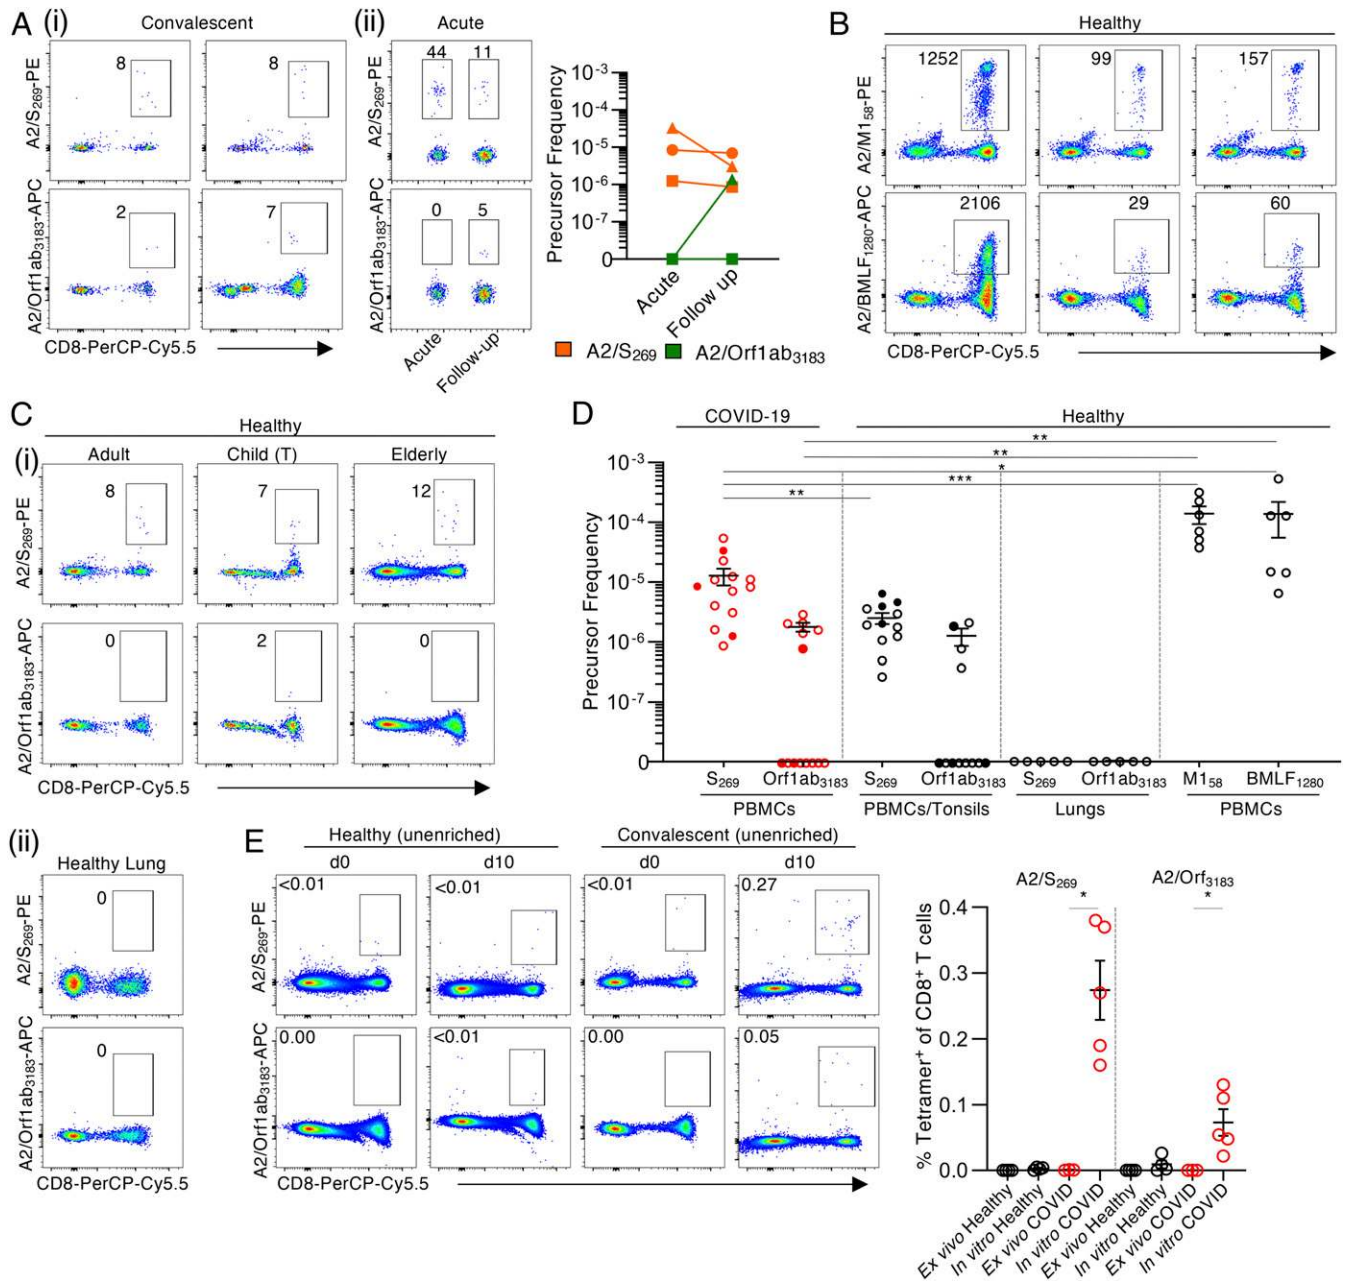 A
(i)
Convalescent
A2/S269-PE
8
8
A2/Orf1ab3183-APC
2
7
CD8-PerCP-Cy5.5
(ii)
Acute
A2/S269-PE
44
11
A2/Orf1ab3183-APC
0
5
Acute
Follow-up
Precursor Frequency
10-3
10-4
10-5
10-6
10-7
0
Acute
Follow up
A2/S269
A2/Orf1ab3183
B
Healthy
A2/M158-PE
1252
99
157
A2/BMLF1280-APC
2106
29
60
CD8-PerCP-Cy5.5
C
Healthy
(i)
Adult
Child (T)
Elderly
A2/S269-PE
8
7
12
A2/Orf1ab3183-APC
0
2
0
CD8-PerCP-Cy5.5
(ii)
Healthy Lung
A2/S269-PE
0
A2/Orf1ab3183-APC
0
CD8-PerCP-Cy5.5
D
COVID-19
Healthy
**
**
*
***
**
Precursor Frequency
10-3
10-4
10-5
10-6
10-7
0
S269
Orf1ab3183
S269
Orf1ab3183
S269
Orf1ab3183
M158
BMLF1280
PBMCs
PBMCs/Tonsils
Lungs
PBMCs
E
Healthy (unenriched)
Convalescent (unenriched)
d0
d10
d0
d10
A2/S269-PE
<0.01
<0.01
<0.01
0.27
A2/Orf1ab3183-APC
0.00
<0.01
0.00
0.05
CD8-PerCP-Cy5.5
A2/S269
A2/Orf3183
*
*
% Tetramer+ of CD8+ T cells
0.4
0.3
0.2
0.1
0.0
Ex vivo Healthy
In vitro Healthy
Ex vivo COVID
In vitro COVID
Ex vivo Healthy
In vitro Healthy
Ex vivo COVID
In vitro COVID